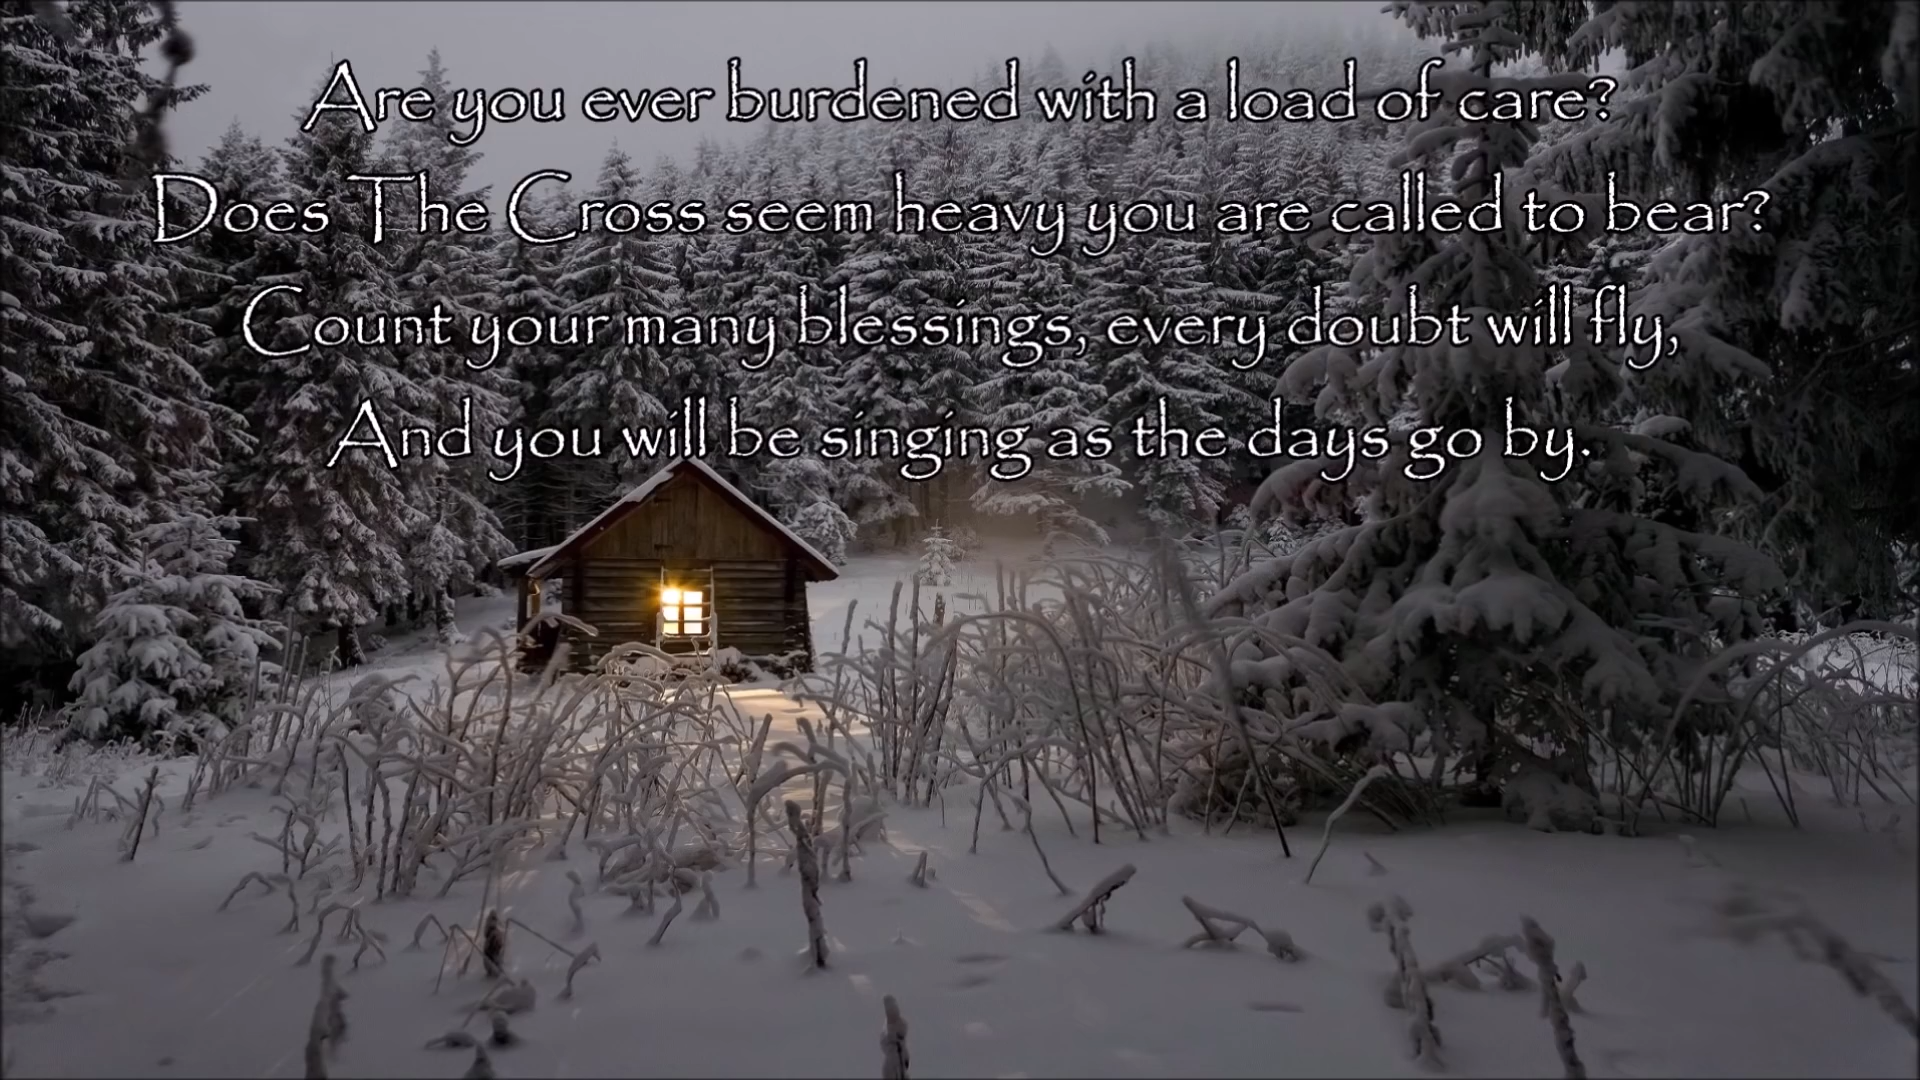 Are you ever burdened with a load of care?
Does The Cross seem heavy you are called to bear?
Count your many blessings, every doubt will fly,
And you will be singing as the days go by.